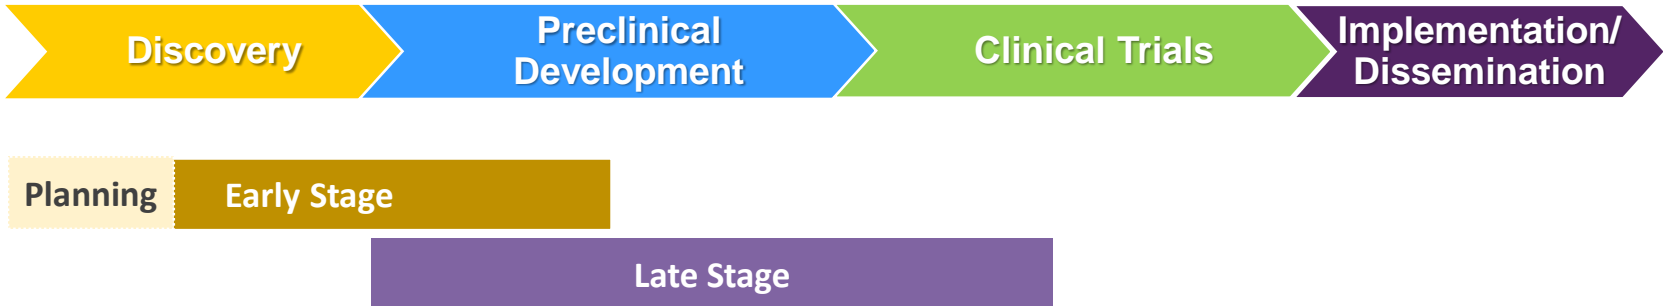 Discovery
Preclinical
Development
Clinical Trials
Implementation/
Dissemination
Planning
Early Stage
Late Stage